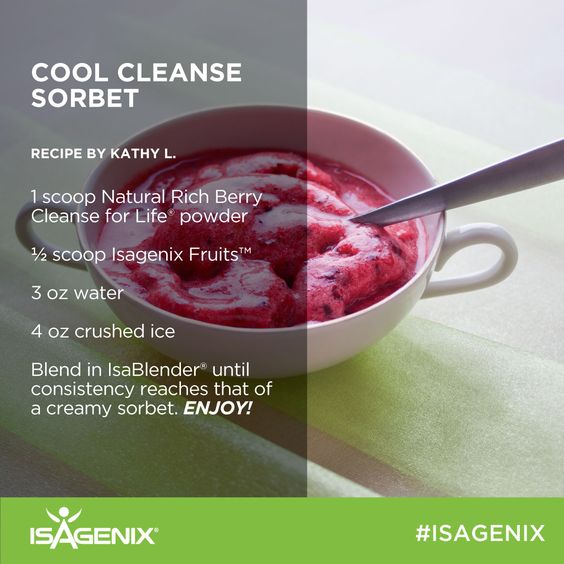 COOL CLEANSE
SORBET
RECIPE BY KATHY L.
1 scoop Natural Rich Berry
Cleanse for Life® powder
½ scoop Isagenix Fruits™
3 oz water
4 oz crushed ice
Blend in IsaBlender® until
consistency reaches that of
a creamy sorbet. ENJOY!
ISAGENIX®
#ISAGENIX